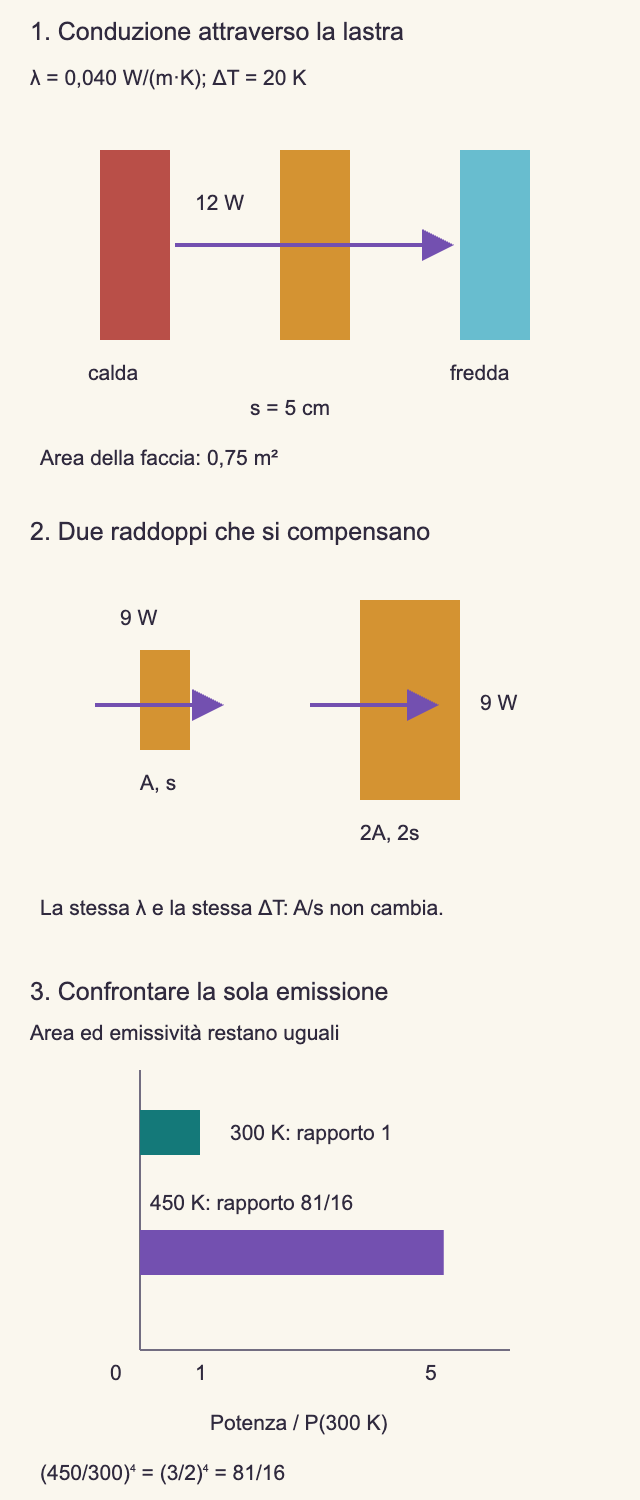 1. Conduzione attraverso la lastra
λ = 0,040 W/(m·K); ΔT = 20 K
12 W
calda
fredda
s = 5 cm
Area della faccia: 0,75 m²
2. Due raddoppi che si compensano
9 W
9 W
A, s
2A, 2s
La stessa λ e la stessa ΔT: A/s non cambia.
3. Confrontare la sola emissione
Area ed emissività restano uguali
300 K: rapporto 1
450 K: rapporto 81/16
0
1
5
Potenza / P(300 K)
(450/300)⁴ = (3/2)⁴ = 81/16